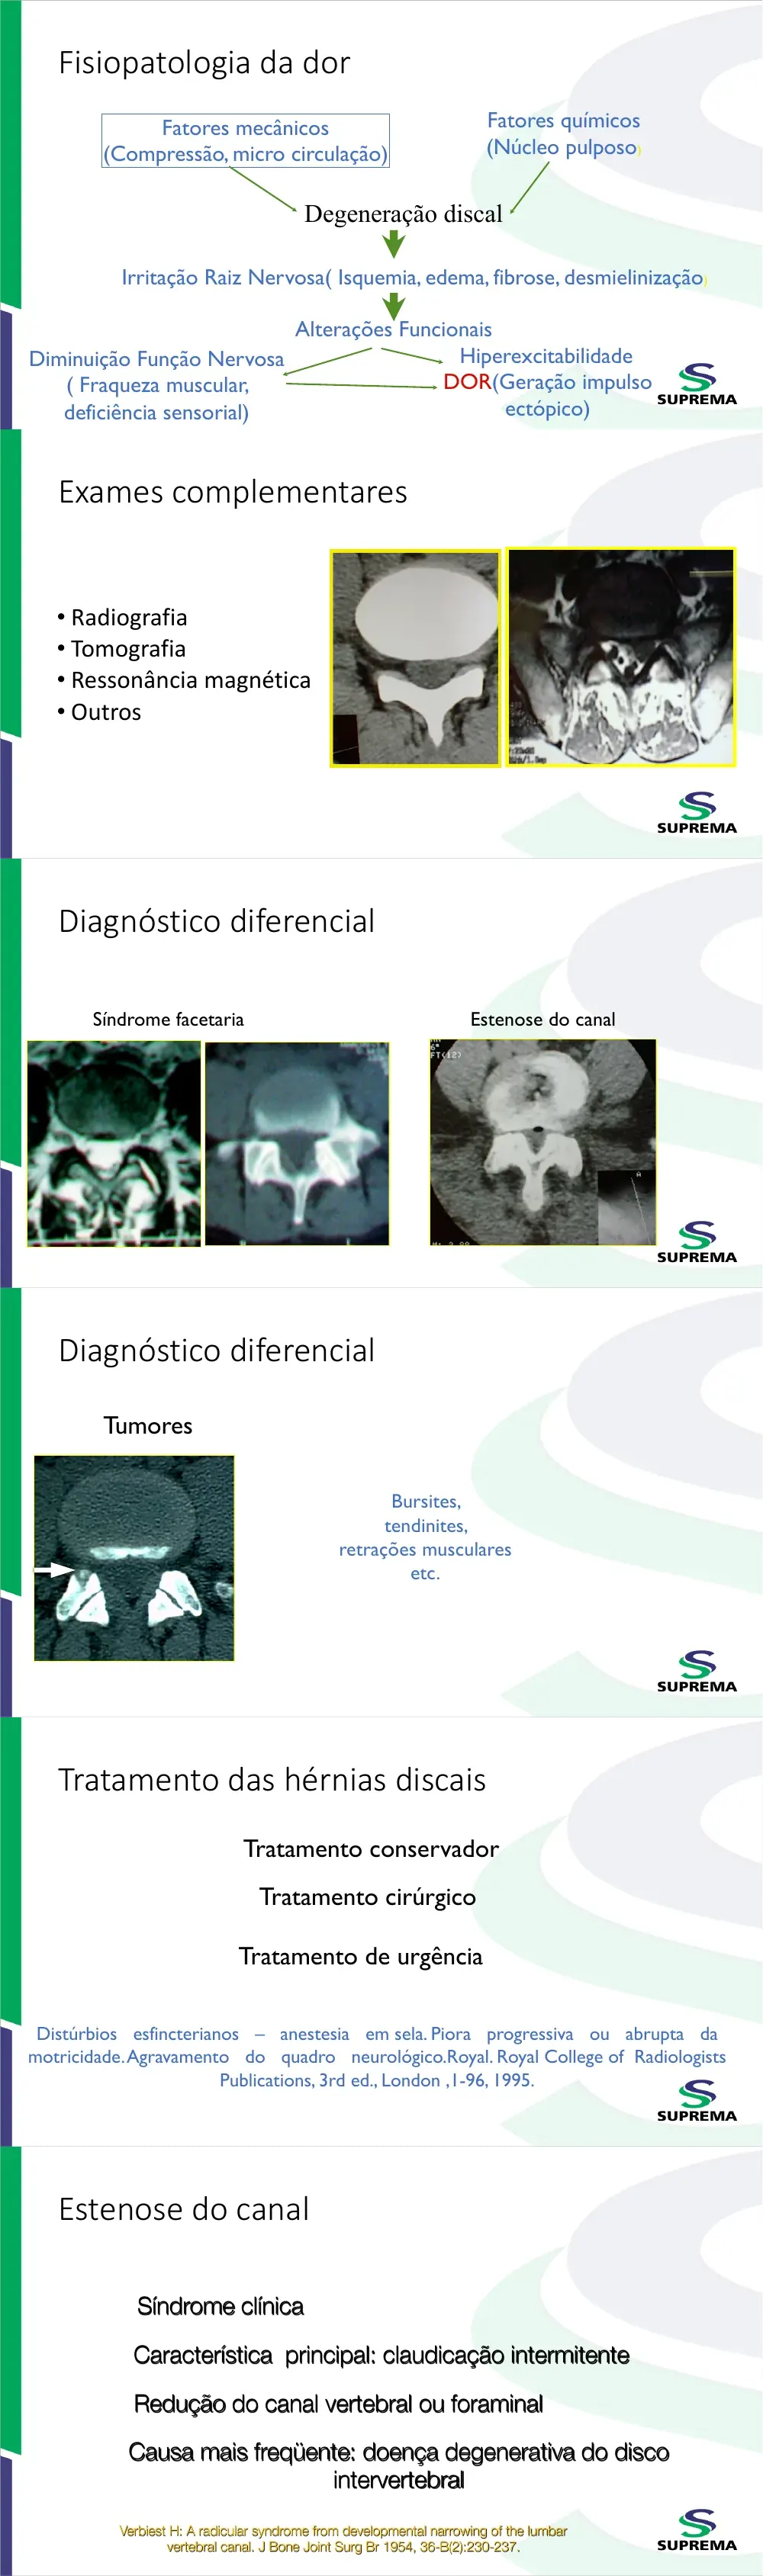 Fisiopatologia da dor
Fatores mecânicos
(Compressão, micro circulação)
Fatores químicos
(Núcleo pulposo)
Degeneração discal
Irritação Raiz Nervosa( Isquemia, edema, fibrose, desmielinização)
Alterações Funcionais
Diminuição Função Nervosa
( Fraqueza muscular,
deficiência sensorial)
Hiperexcitabilidade
DOR(Geração impulso
ectópico)
SUPREMA
Exames complementares
• Radiografia
• Tomografia
• Ressonância magnética
• Outros
SUPREMA
Diagnóstico diferencial
Síndrome facetaria
Estenose do canal
6°
FT(12?
A
SUPREMA
Diagnóstico diferencial
Tumores
Bursites,
tendinites,
retrações musculares
etc.
SUPREMA
Tratamento das hérnias discais
Tratamento conservador
Tratamento cirúrgico
Tratamento de urgência
Distúrbios esfincterianos – anestesia em sela. Piora progressiva ou abrupta da
motricidade. Agravamento do quadro neurológico.Royal. Royal College of Radiologists
Publications, 3rd ed., London ,1-96, 1995.
SUPREMA
Estenose do canal
Síndrome clínica
Característica principal: claudicação intermitente
Redução do canal vertebral ou foraminal
Causa mais freqüente: doença degenerativa do disco
intervertebral
Verbiest H: A radicular syndrome from developmental narrowing of the lumbar
vertebral canal. J Bone Joint Surg Br 1954, 36-B(2):230-237.
SUPREMA